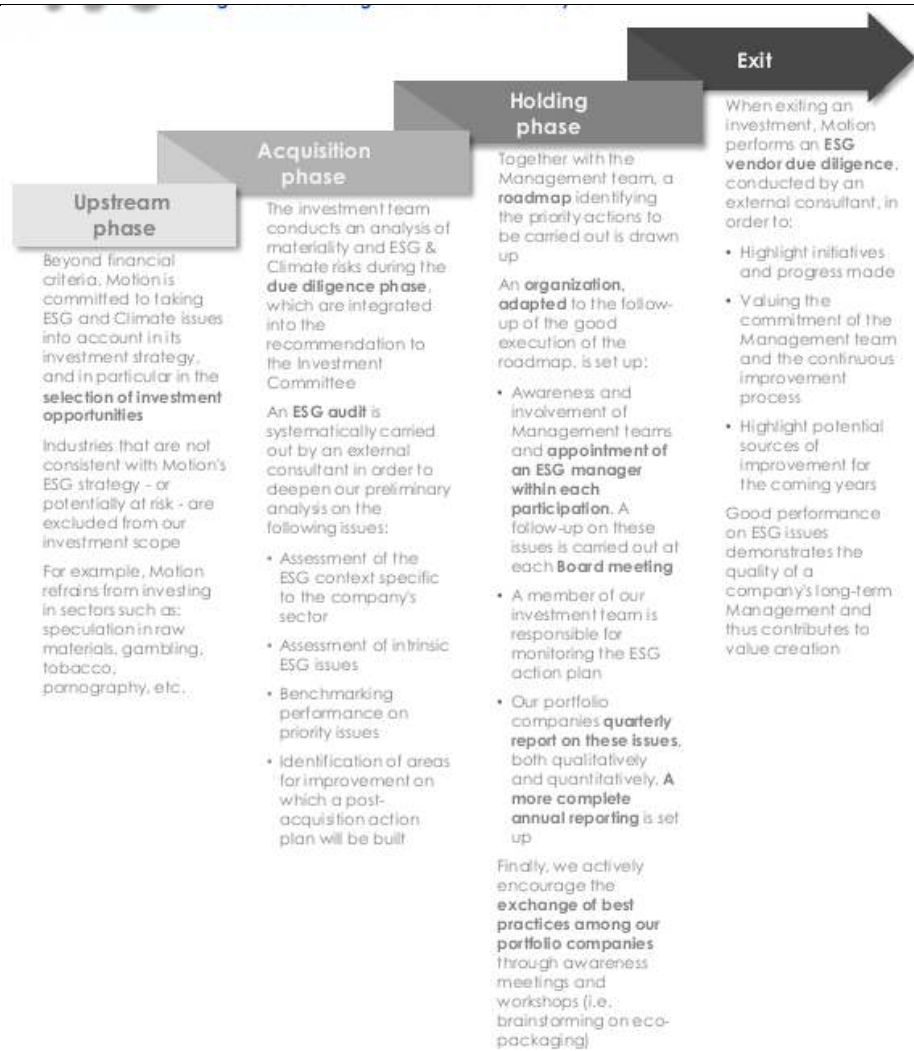 Upstream
phase
Beyond financial
criteria, Motion is
committed to taking
ESG and Climate issues
into account in its
investment strategy,
and in particular in the
selection of investment
opportunities
Industries that are not
consistent with Motion's
ESG strategy - or
potentially at risk - are
excluded from our
investment scope
For example, Motion
refrains from investing
in sectors such as:
speculation in raw
materials, gambling,
tobacco,
pornography, etc.
Acquisition
phase
The investment team
conducts an analysis of
materiality and ESG &
Climate risks during the
due diligence phase,
which are integrated
into the
recommendation to
the Investment
Committee
An ESG audit is
systematically carried
out by an external
consultant in order to
deepen our preliminary
analysis on the
following issues:
• Assessment of the
ESG context specific
to the company's
sector
• Assessment of intrinsic
ESG issues
• Benchmarking
performance on
priority issues
• Identification of areas
for improvement on
which a post-
acquisition action
plan will be built
Holding
phase
Together with the
Management team, a
roadmap identifying
the priority actions to
be carried out is drawn
up
An organization,
adapted to the follow-
up of the good
execution of the
roadmap, is set up:
• Awareness and
involvement of
Management teams
and appointment of
an ESG manager
within each
participation. A
follow-up on these
issues is carried out at
each Board meeting
• A member of our
investment team is
responsible for
monitoring the ESG
action plan
• Our portfolio
companies quarterly
report on these issues,
both qualitatively
and quantitatively. A
more complete
annual reporting is set
up
Finally, we actively
encourage the
exchange of best
practices among our
portfolio companies
through awareness
meetings and
workshops (i.e.
brainstorming on eco-
packaging)
Exit
When exiting an
investment, Motion
performs an ESG
vendor due diligence,
conducted by an
external consultant, in
order to:
• Highlight initiatives
and progress made
• Valuing the
commitment of the
Management team
and the continuous
improvement
process
• Highlight potential
sources of
improvement for
the coming years
Good performance
on ESG issues
demonstrates the
quality of a
company's long-term
Management and
thus contributes to
value creation